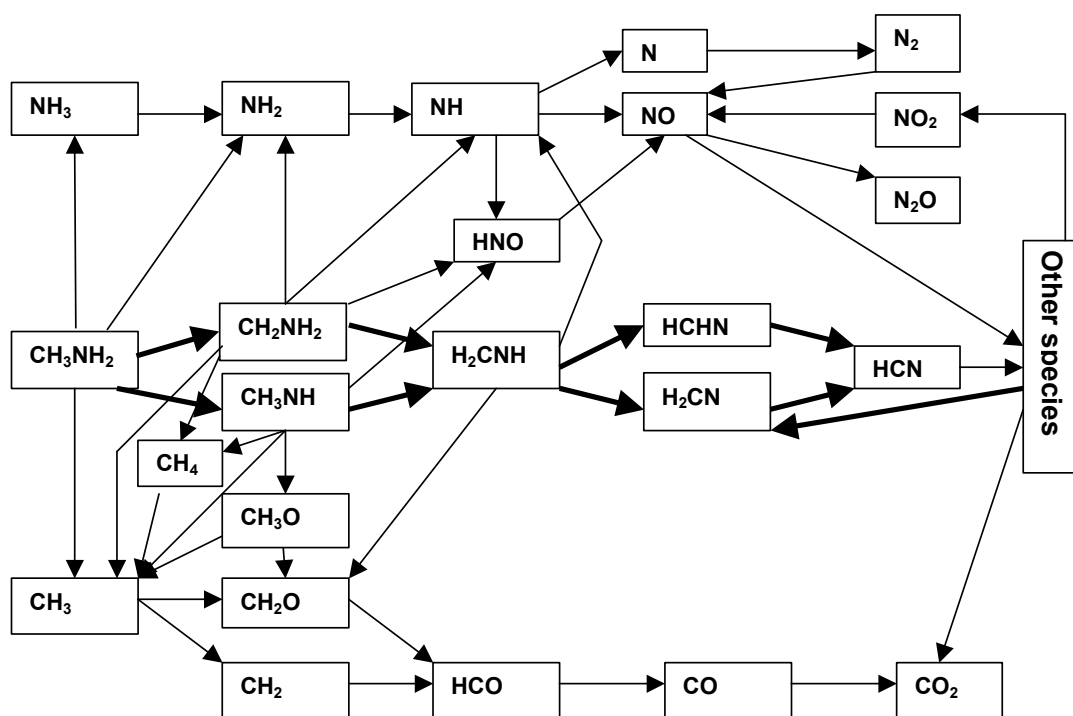 N
N₂
NH₃
NH₂
NH
NO
NO₂
N₂O
HNO
CH₃NH₂
CH₂NH₂
H₂CNH
HCHN
HCN
Other species
CH₃NH
H₂CN
CH₄
CH₃O
CH₃
CH₂O
CH₂
HCO
CO
CO₂